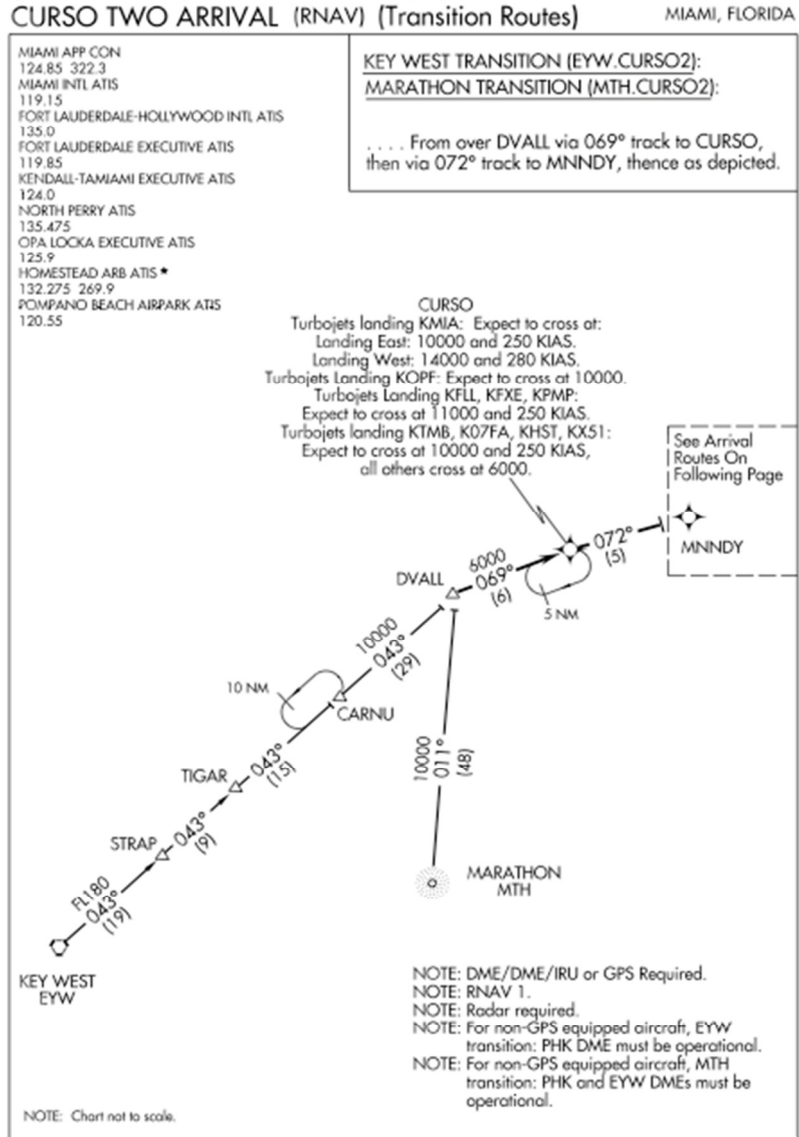 CURSO TWO ARRIVAL (RNAV) (Transition Routes)
MIAMI, FLORIDA
MIAMI APP CON
124.85 322.3
MIAMI INTL ATIS
119.15
FORT LAUDERDALE-HOLLYWOOD INTL ATIS
135.0
FORT LAUDERDALE EXECUTIVE ATIS
119.85
KENDALL-TAMIAMI EXECUTIVE ATIS
124.0
NORTH PERRY ATIS
135.475
OPA LOCKA EXECUTIVE ATIS
125.9
HOMESTEAD ARB ATIS *
132.275 269.9
POMPANO BEACH AIRPARK ATIS
120.55
KEY WEST TRANSITION (EYW.CURSO2):
MARATHON TRANSITION (MTH.CURSO2):
. . . . From over DVALL via 069° track to CURSO,
then via 072° track to MNNDY, thence as depicted.
CURSO
Turbojets landing KMIA: Expect to cross at:
Landing East: 10000 and 250 KIAS.
Landing West: 14000 and 280 KIAS.
Turbojets Landing KOPF: Expect to cross at 10000.
Turbojets Landing KFLL, KFXE, KPMP:
Expect to cross at 11000 and 250 KIAS.
Turbojets landing KTMB, K07FA, KHST, KX51:
Expect to cross at 10000 and 250 KIAS,
all others cross at 6000.
See Arrival
Routes On
Following Page
MNNDY
072°
(5)
6000
069°
(6)
5 NM
DVALL
10000
043°
(29)
10 NM
CARNU
043°
(15)
TIGAR
043°
(9)
STRAP
FL180
043°
(19)
KEY WEST
EYW
10000
011°
(48)
MARATHON
MTH
NOTE: DME/DME/IRU or GPS Required.
NOTE: RNAV 1.
NOTE: Radar required.
NOTE: For non-GPS equipped aircraft, EYW
transition: PHK DME must be operational.
NOTE: For non-GPS equipped aircraft, MTH
transition: PHK and EYW DMEs must be
operational.
NOTE: Chart not to scale.